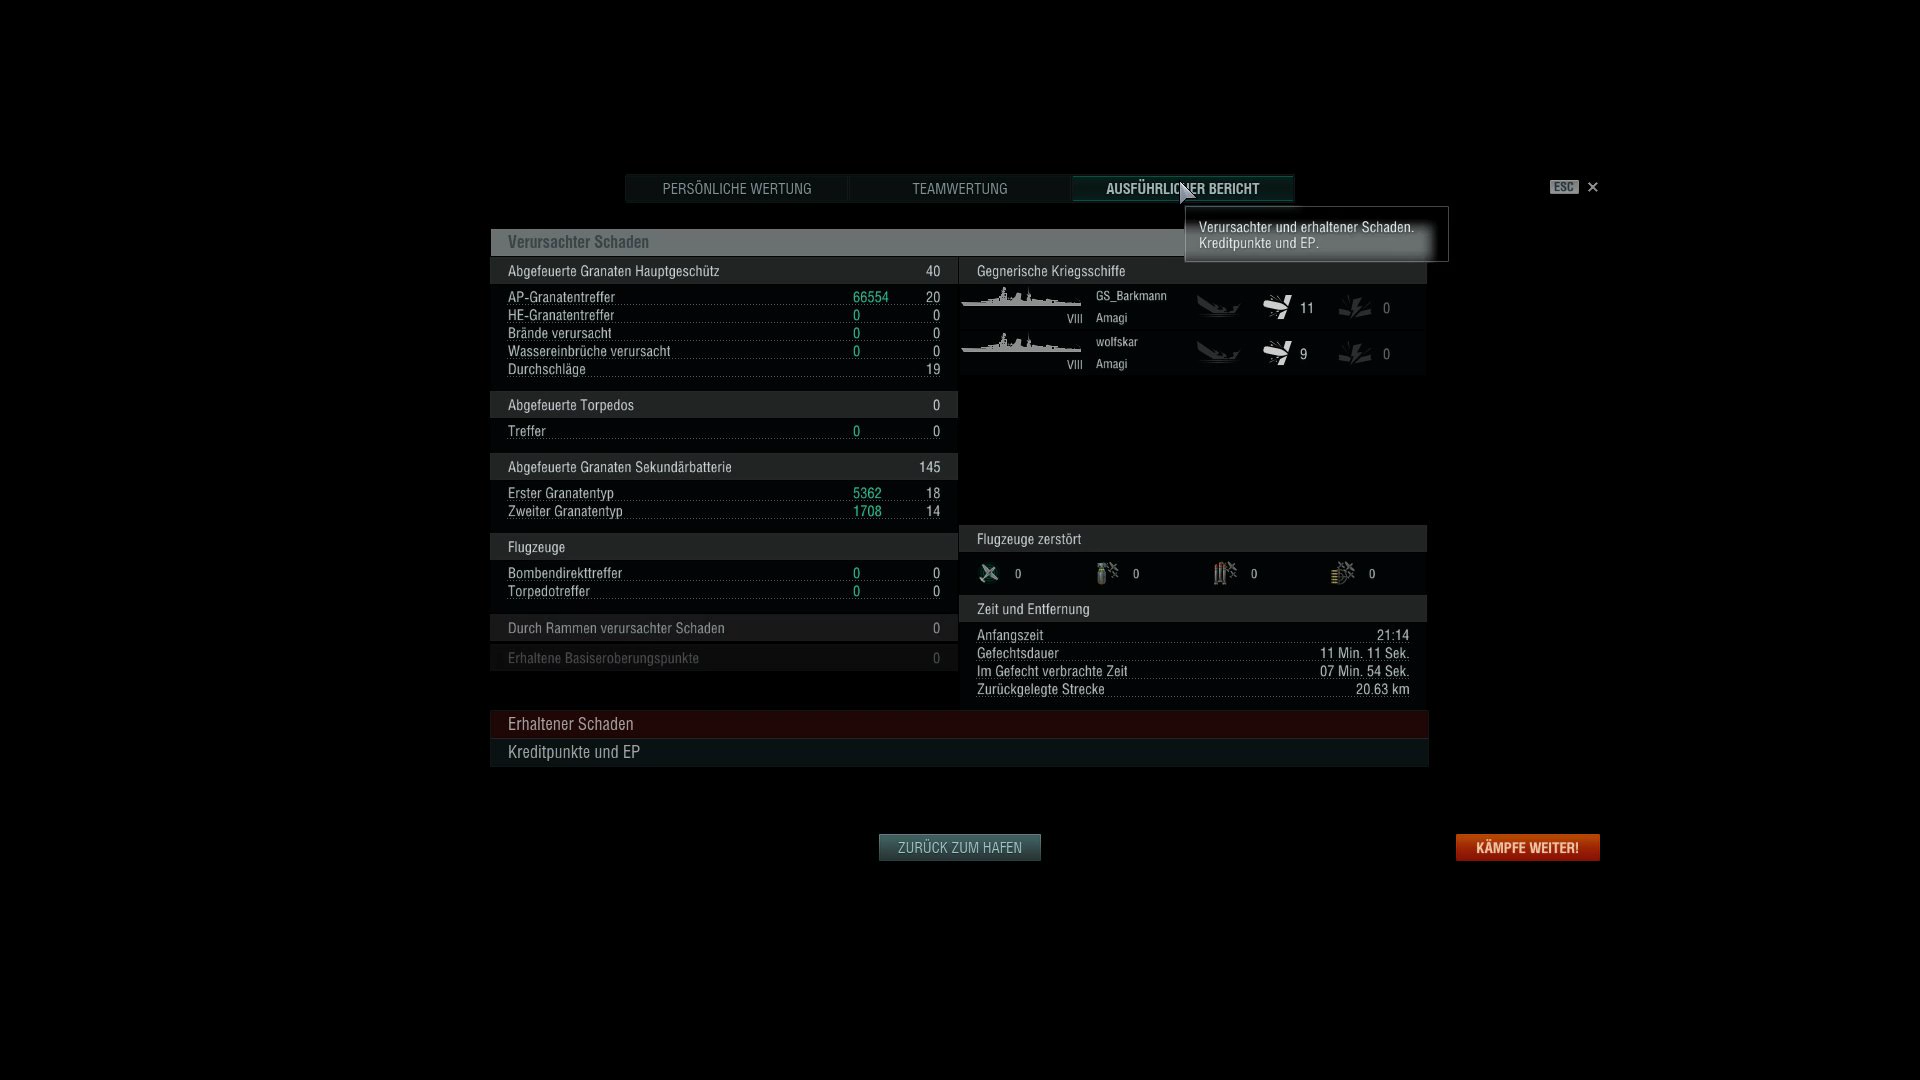 PERSÖNLICHE WERTUNG TEAMWERTUNG AUSFÜHRLICHER BERICHT ESC ×
Verursachter und erhaltener Schaden.
Kreditpunkte und EP.
Verursachter Schaden
Abgefeuerte Granaten Hauptgeschütz 40
AP-Granatentreffer 66554 20
HE-Granatentreffer 0 0
Brände verursacht 0 0
Wassereinbrüche verursacht 0 0
Durchschläge 19
Abgefeuerte Torpedos 0
Treffer 0 0
Abgefeuerte Granaten Sekundärbatterie 145
Erster Granatentyp 5362 18
Zweiter Granatentyp 1708 14
Flugzeuge
Bombendirekttreffer 0 0
Torpedotreffer 0 0
Durch Rammen verursachter Schaden 0
Erhaltene Basiseroberungspunkte 0
Gegnerische Kriegsschiffe
GS_Barkmann
VIII Amagi 11 0
wolfskar
VIII Amagi 9 0
Flugzeuge zerstört
0 0 0 0
Zeit und Entfernung
Anfangszeit 21:14
Gefechtsdauer 11 Min. 11 Sek.
Im Gefecht verbrachte Zeit 07 Min. 54 Sek.
Zurückgelegte Strecke 20.63 km
Erhaltener Schaden
Kreditpunkte und EP
ZURÜCK ZUM HAFEN
KÄMPFE WEITER!